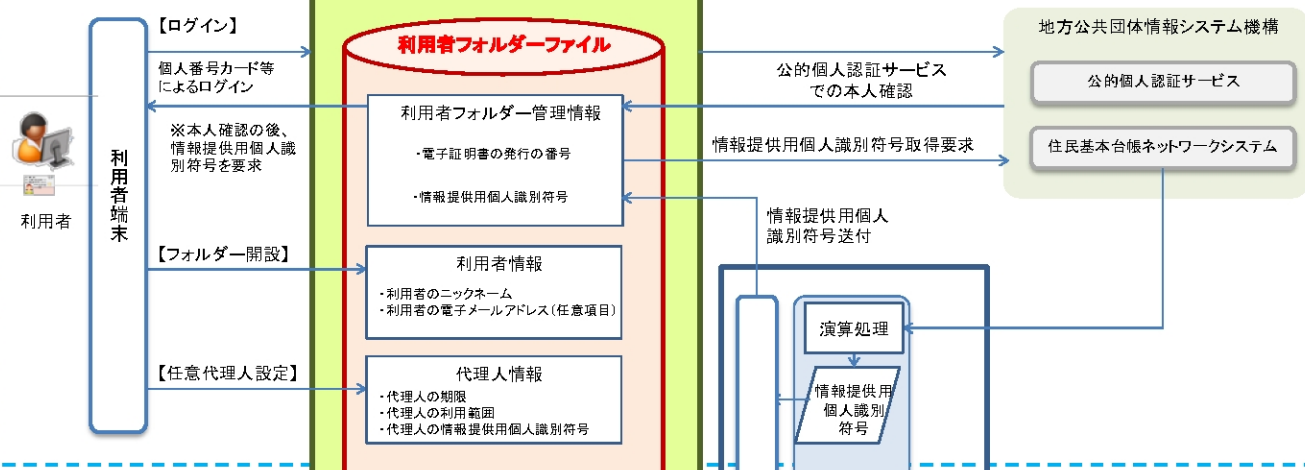 【ログイン】
個人番号カード等
によるログイン
※本人確認の後、
情報提供用個人識
別符号を要求
利用者
利用者端末
【フォルダー開設】
【任意代理人設定】
利用者フォルダーファイル
利用者フォルダー管理情報
・電子証明書の発行の番号
・情報提供用個人識別符号
利用者情報
・利用者のニックネーム
・利用者の電子メールアドレス(任意項目)
代理人情報
・代理人の期限
・代理人の利用範囲
・代理人の情報提供用個人識別符号
公的個人認証サービス
での本人確認
情報提供用個人識別符号取得要求
情報提供用個人
識別符号送付
地方公共団体情報システム機構
公的個人認証サービス
住民基本台帳ネットワークシステム
演算処理
情報提供用
個人識別
符号